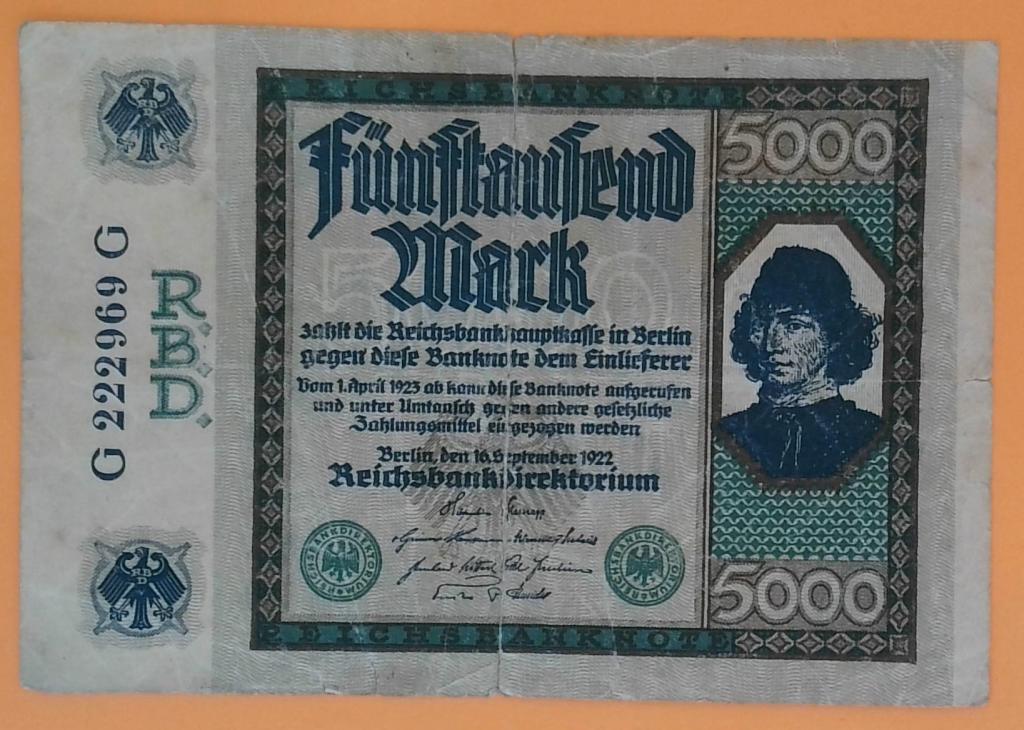 G 222969 G
R.B.D.
REICHSBANKNOTE
Fünftausend
Mark
5000
zahlt die Reichsbankhauptkasse in Berlin
gegen diese Banknote dem Einlieferer
Vom 1. April 1923 ab kann diese Banknote aufgerufen
und unter Umtausch gegen andere gesetzliche
Zahlungsmittel eingezogen werden
Berlin, den 16. September 1922
Reichsbankdirektorium
REICHSBANKDIREKTORIUM
REICHSBANKDIREKTORIUM
5000
REICHSBANKNOTE